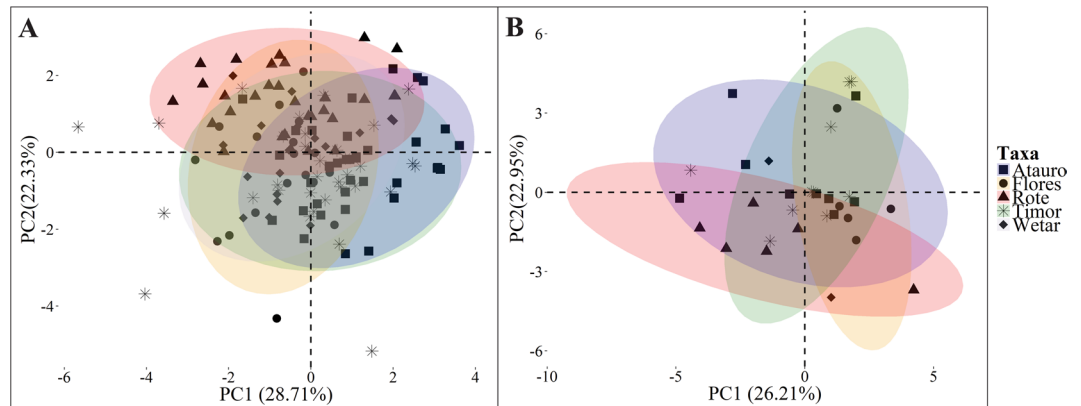 A
B
PC2(22.33%)
2
0
-2
-4
-6
-4
-2
0
2
4
PC1 (28.71%)
PC2(22.95%)
6
3
0
-3
-6
-10
-5
0
5
PC1 (26.21%)
Taxa
Atauro
Flores
Rote
Timor
Wetar